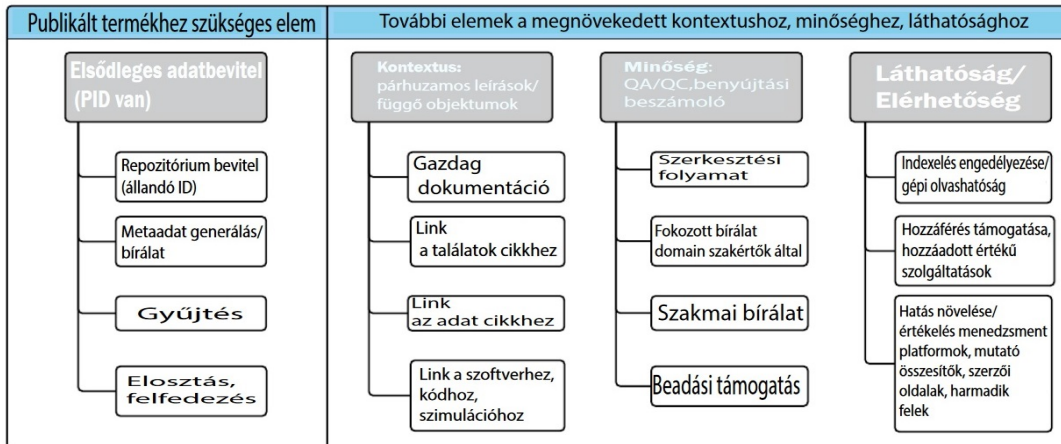 Publikált termékhez szükséges elem
További elemek a megnövekedett kontextushoz, minőséghez, láthatósághoz
Elsődleges adatbevitel
(PID van)
Repozitórium bevitel
(állandó ID)
Metaadat generálás/
bírálat
Gyűjtés
Elosztás,
felfedezés
Kontextus:
párhuzamos leírások/
függő objektumok
Gazdag
dokumentáció
Link
a találatok cikkhez
Link
az adat cikkhez
Link a szoftverhez,
kódhoz,
szimulációhoz
Minőség:
QA/QC,benyújtási
beszámoló
Szerkesztési
folyamat
Fokozott bírálat
domain szakértők által
Szakmai bírálat
Beadási támogatás
Láthatóság/
Elérhetőség
Indexelés engedélyezése/
gépi olvashatóság
Hozzáférés támogatása,
hozzáadott értékű
szolgáltatások
Hatás növelése/
értékelés menedzsment
platformok, mutató
összesítők, szerzői
oldalak, harmadik
felek